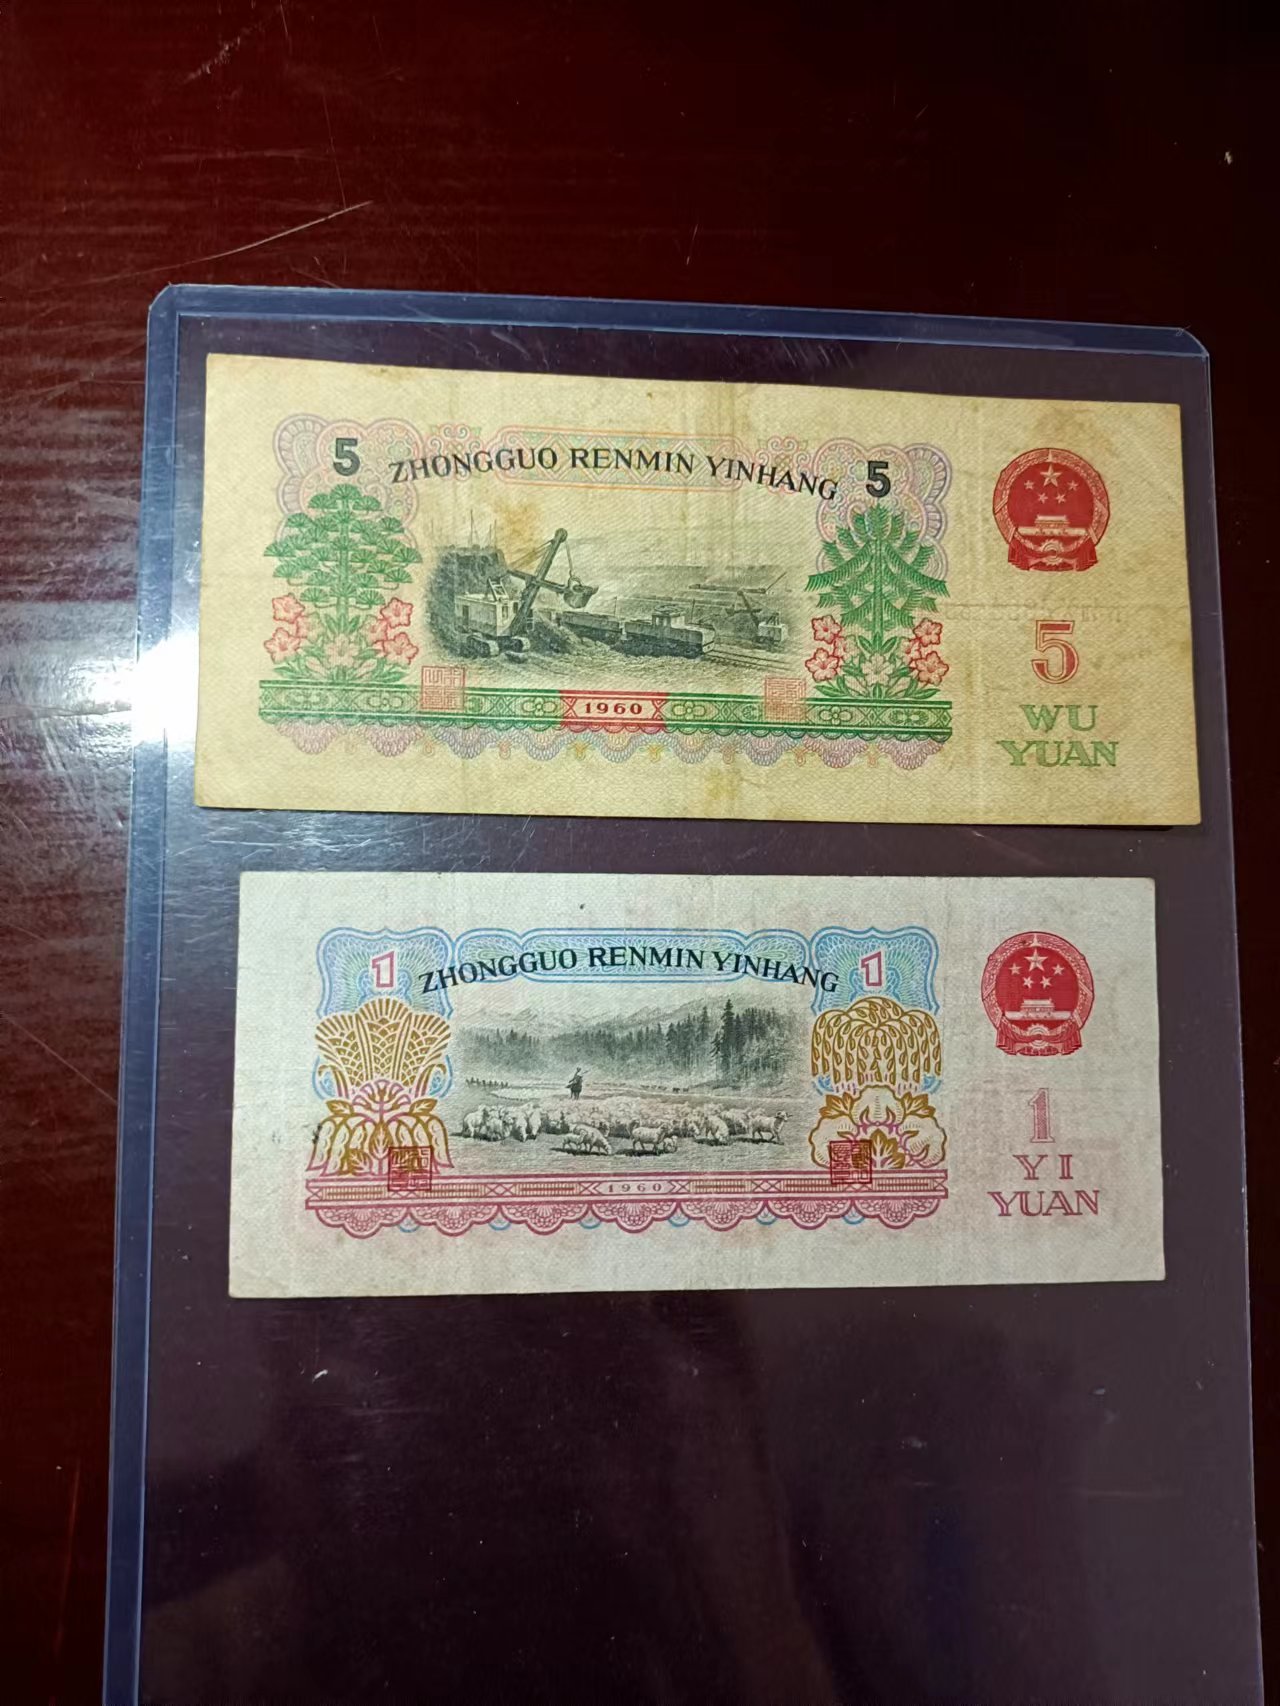 5 ZHONGGUO RENMIN YINHANG 5
5
1960
WU
YUAN
1 ZHONGGUO RENMIN YINHANG 1
1
YI
1960
YUAN